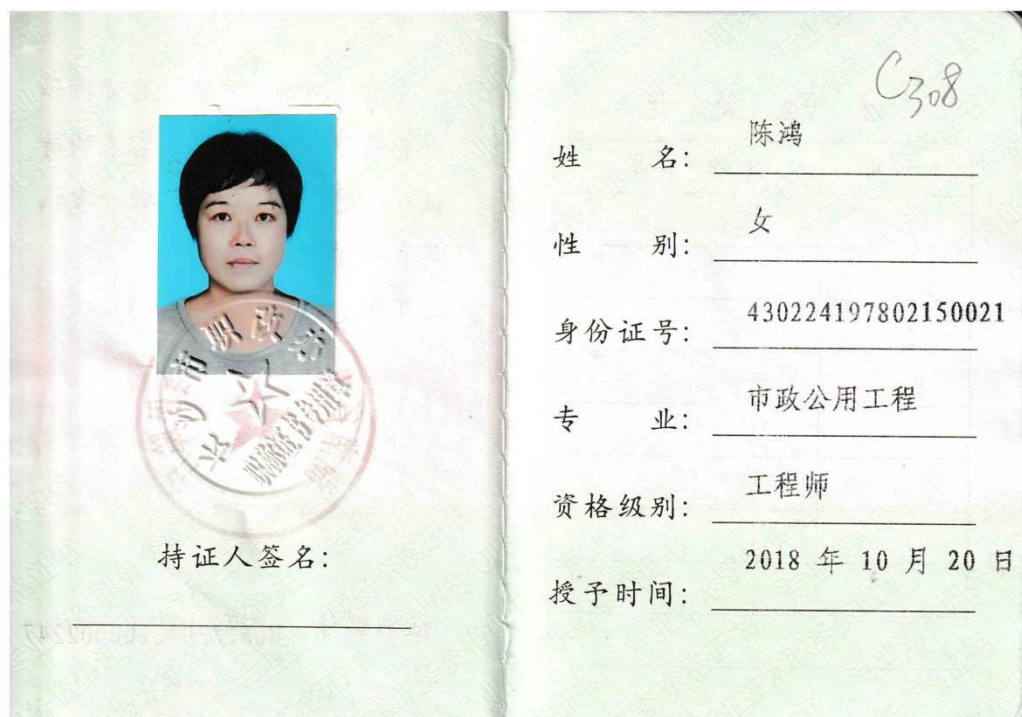 持证人签名：
C308
姓 名： 陈鸿
性 别： 女
身份证号： 430224197802150021
专 业： 市政公用工程
资格级别： 工程师
授予时间： 2018 年 10 月 20 日